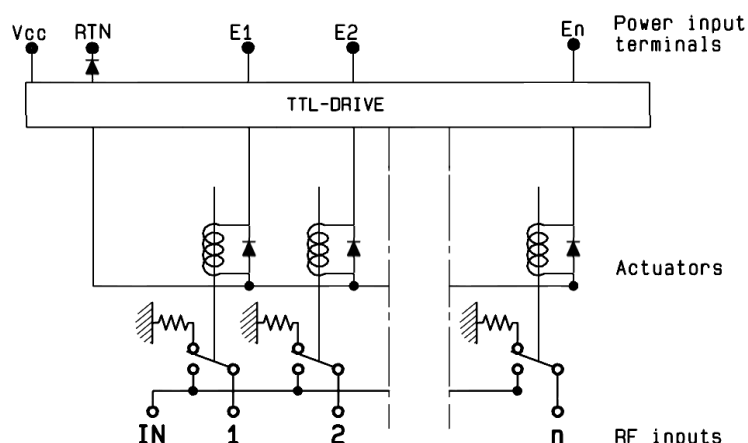 Vcc RTN E1 E2 En Power input
terminals
TTL-DRIVE
Actuators
IN 1 2 n RF inputs